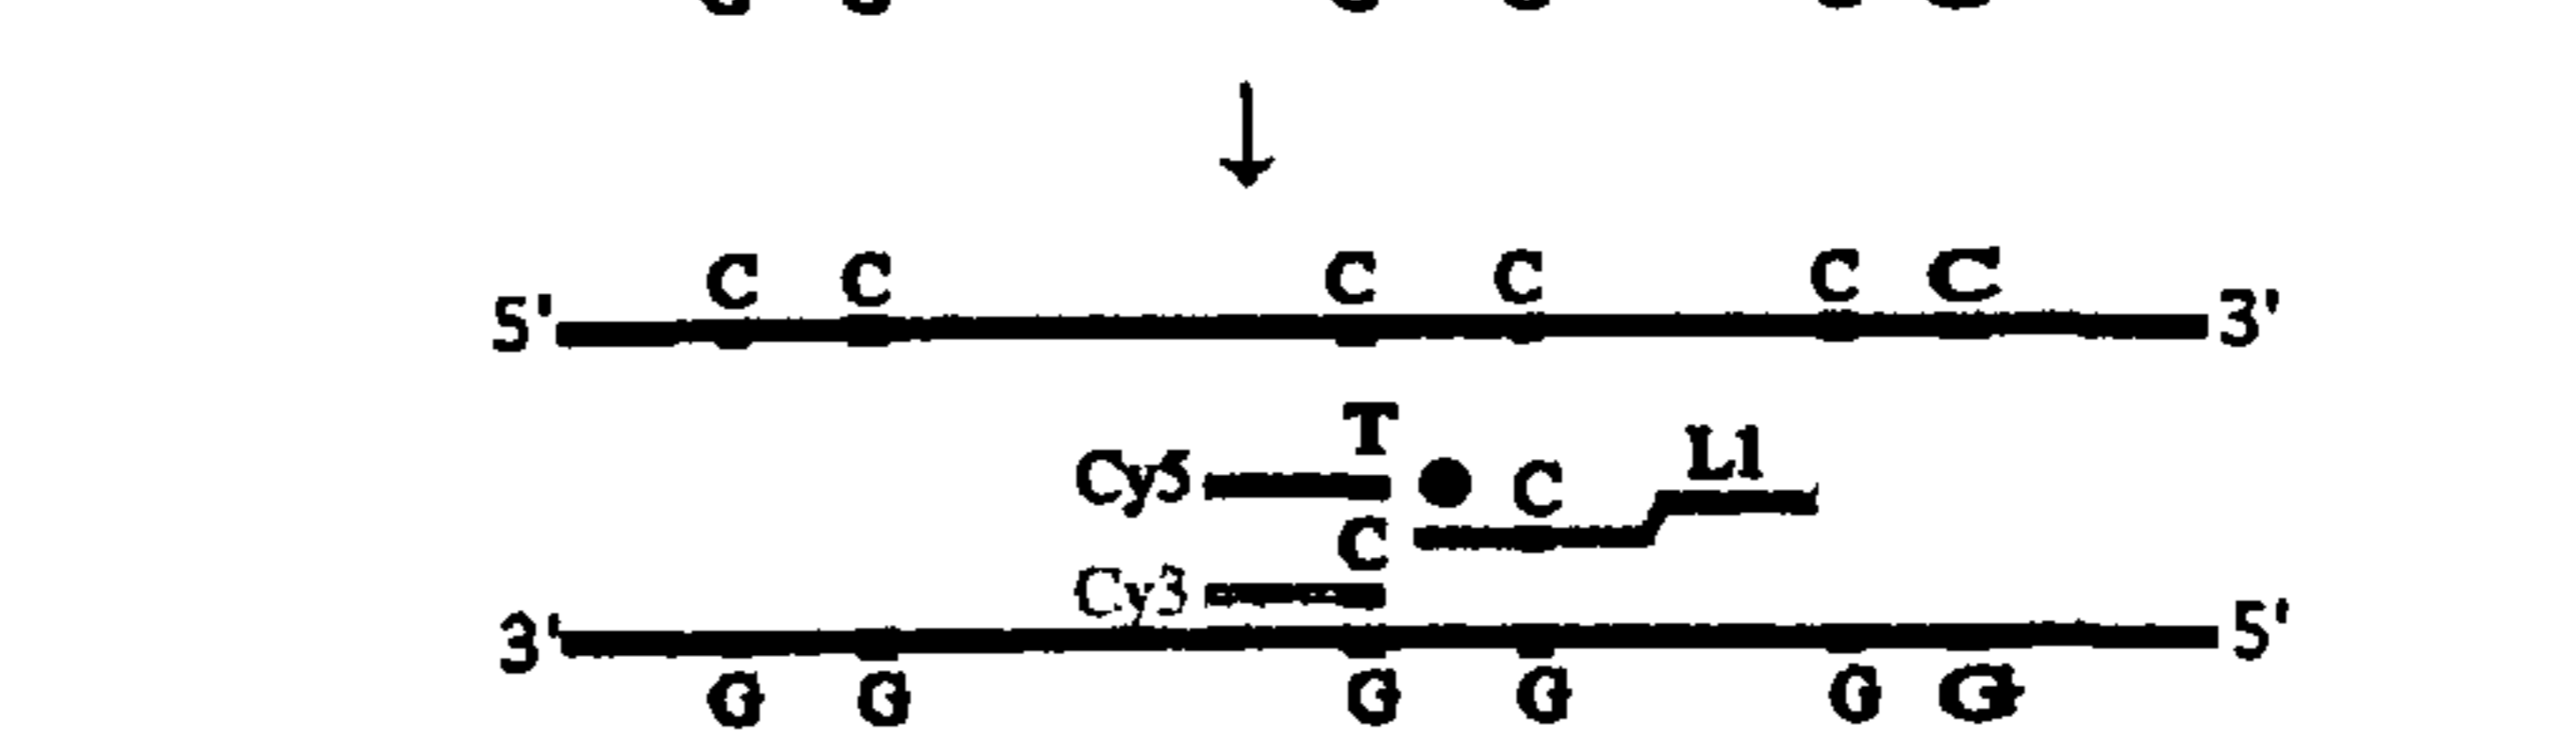 C C C C C C
5' 3'
T
L1
Cy5 C
C
Cy3
3' 5'
G G G G G G